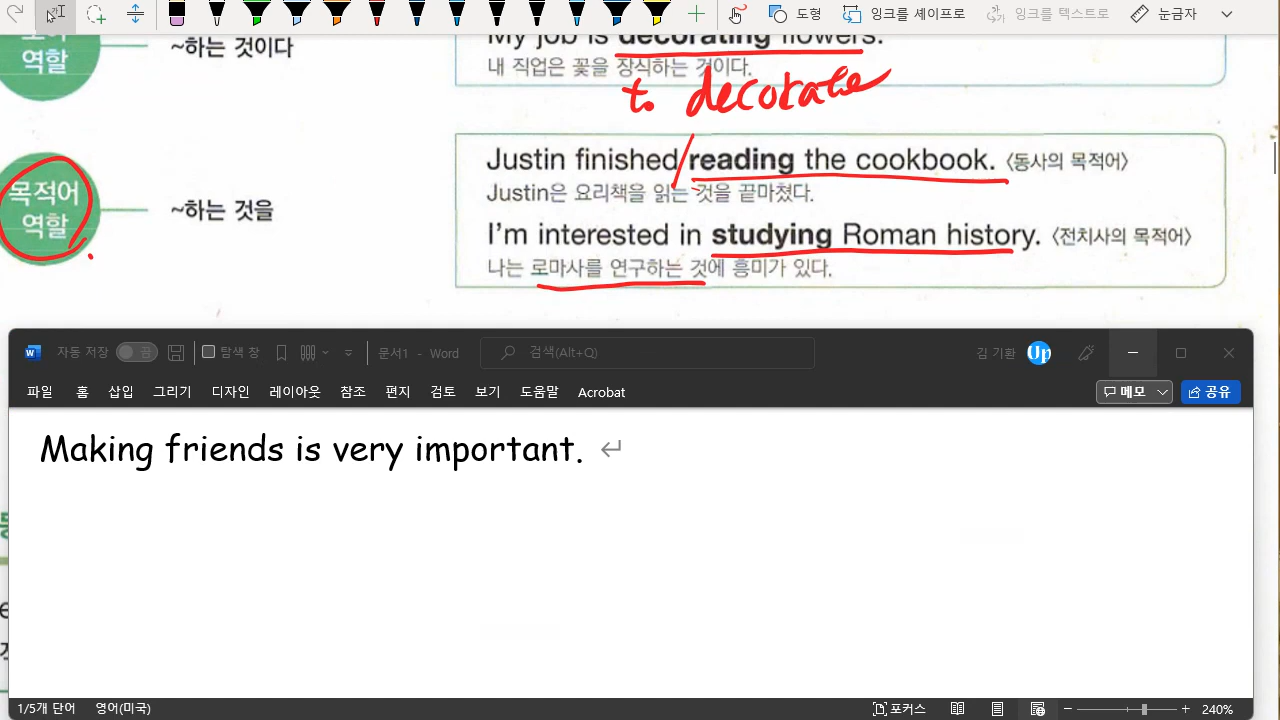 도형 잉크를 셰이프로 잉크를 텍스트로 눈금자
역할 ~하는 것이다
My job is decorating flowers.
내 직업은 꽃을 장식하는 것이다.
to decorate
목적어
역할 ~하는 것을
Justin finished reading the cookbook. <동사의 목적어>
Justin은 요리책을 읽는 것을 끝마쳤다.
I'm interested in studying Roman history. <전치사의 목적어>
나는 로마사를 연구하는 것에 흥미가 있다.
자동 저장 끔 탐색 창 문서1 - Word 검색(Alt+Q) 김 기환 Up
파일 홈 삽입 그리기 디자인 레이아웃 참조 편지 검토 보기 도움말 Acrobat 메모 공유
Making friends is very important.
1/5개 단어 영어(미국) 포커스 240%